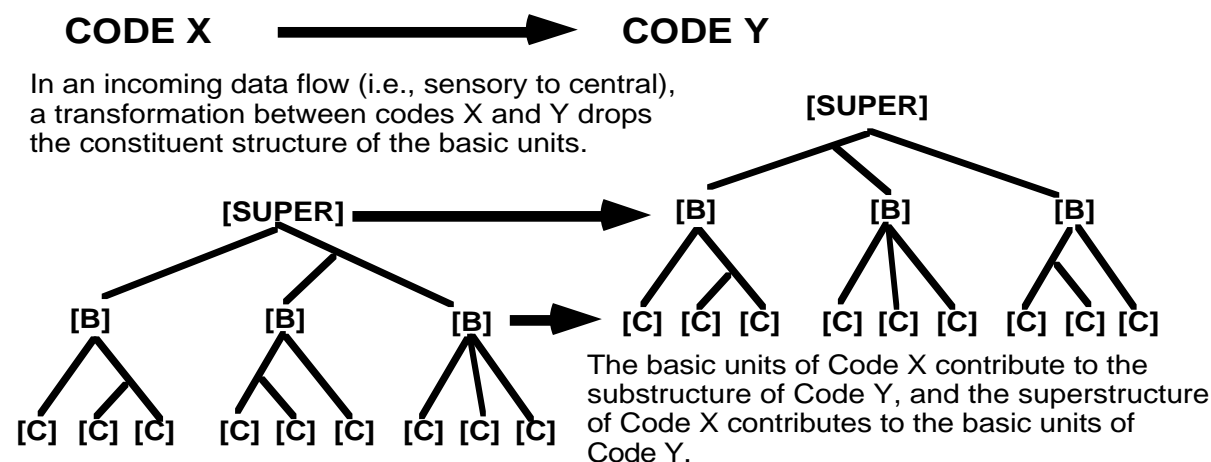 CODE X CODE Y
In an incoming data flow (i.e., sensory to central),
a transformation between codes X and Y drops
the constituent structure of the basic units.
[SUPER]
[B] [B] [B]
[C] [C] [C] [C] [C] [C] [C] [C] [C]
[SUPER]
[B] [B] [B]
[C] [C] [C] [C] [C] [C] [C] [C] [C]
The basic units of Code X contribute to the
substructure of Code Y, and the superstructure
of Code X contributes to the basic units of
Code Y.